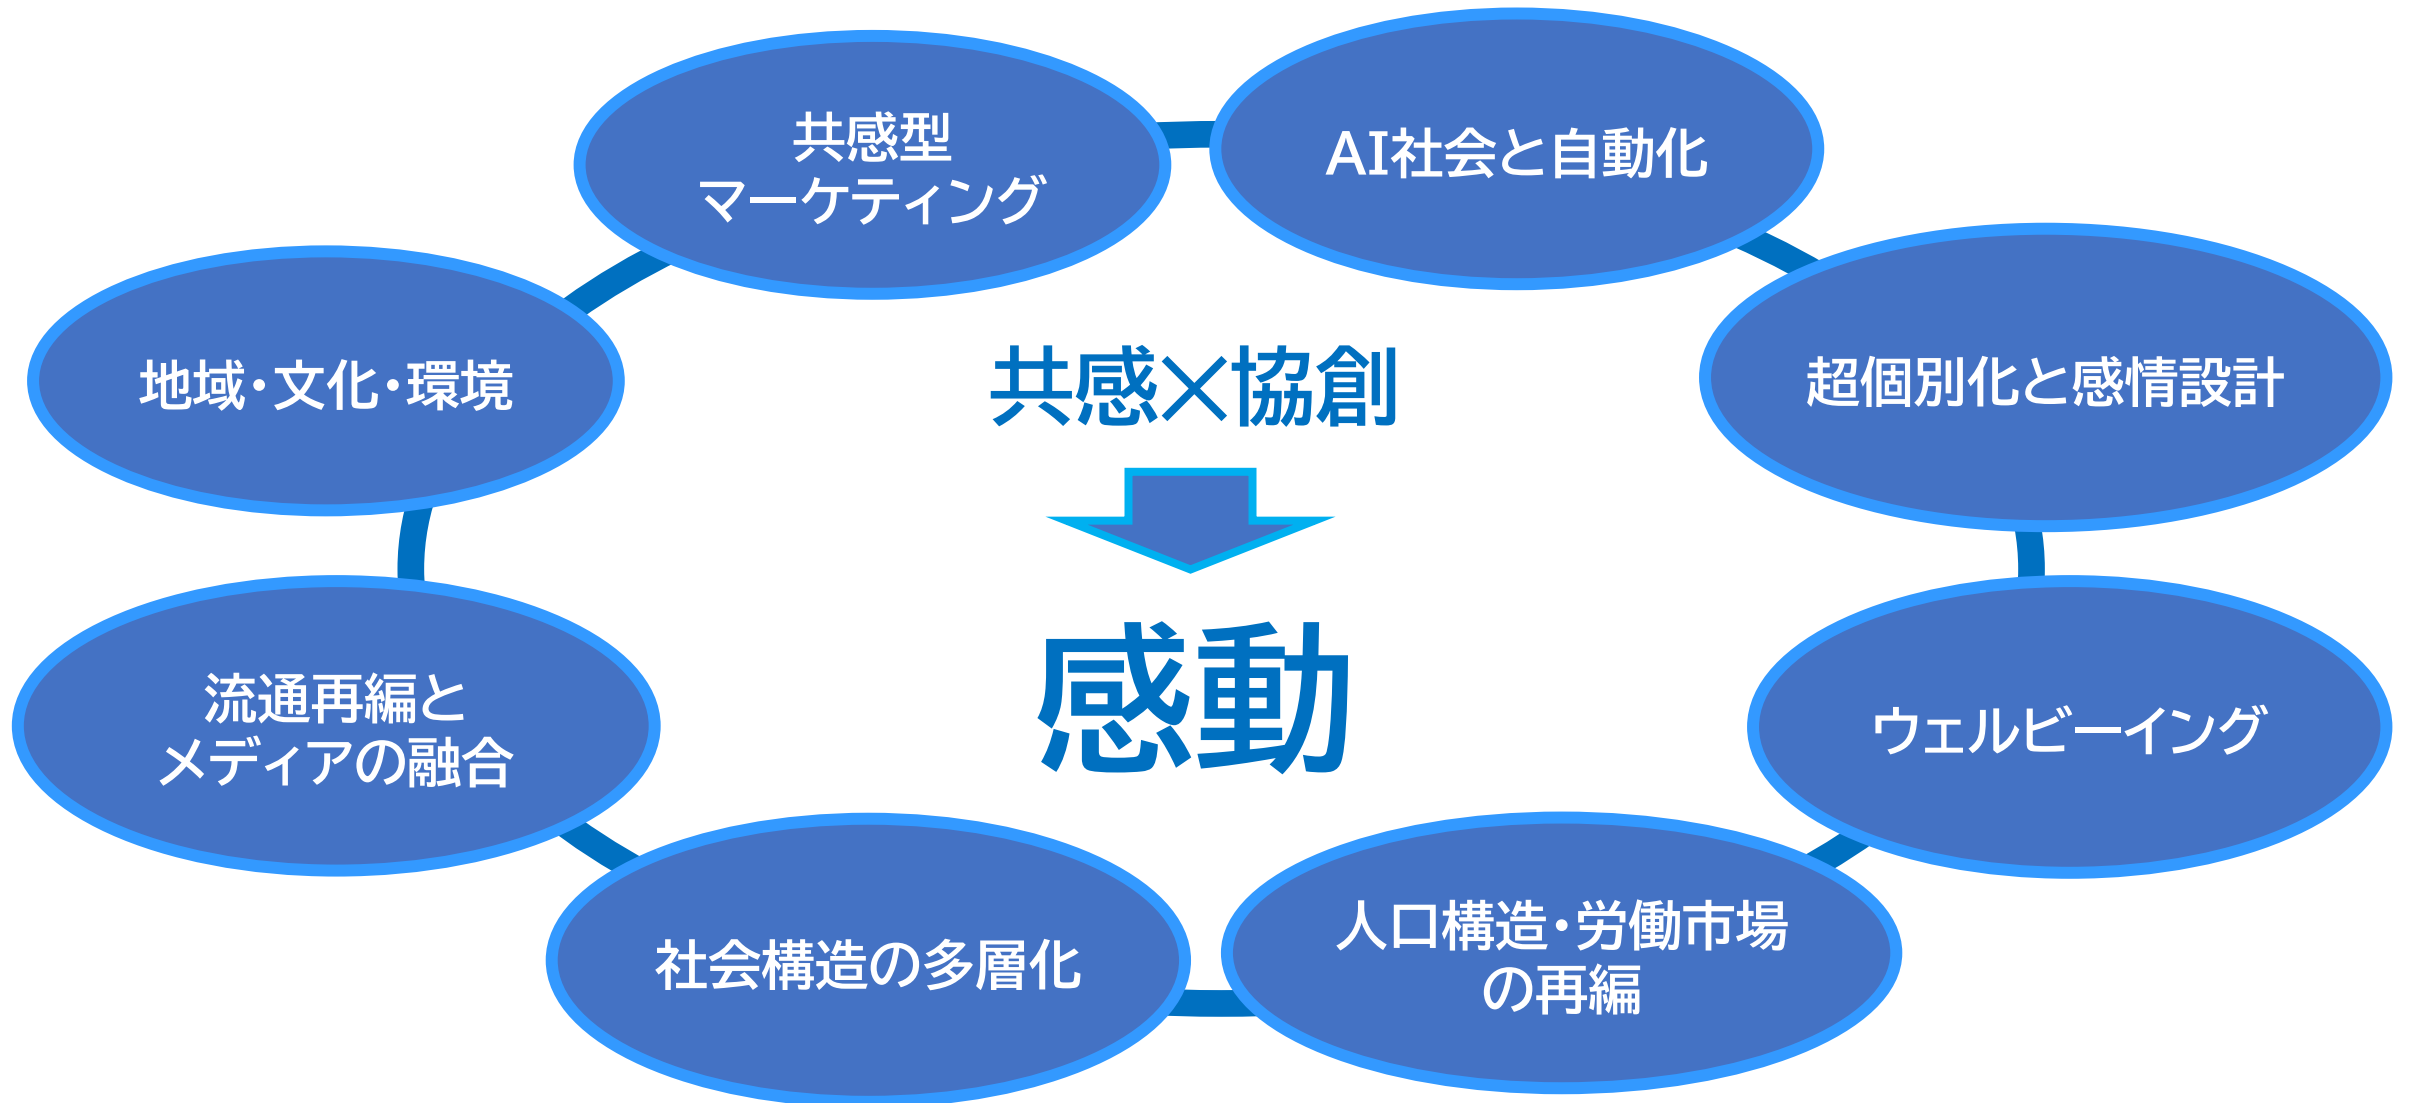 共感型
マーケティング
AI社会と自動化
地域・文化・環境
共感×協創
超個別化と感情設計
感動
流通再編と
メディアの融合
ウェルビーイング
社会構造の多層化
人口構造・労働市場
の再編